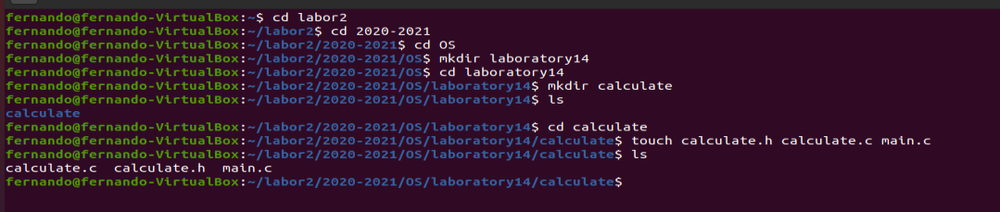 fernando@fernando-VirtualBox:~$ cd labor2
fernando@fernando-VirtualBox:~/labor2$ cd 2020-2021
fernando@fernando-VirtualBox:~/labor2/2020-2021$ cd OS
fernando@fernando-VirtualBox:~/labor2/2020-2021/OS$ mkdir laboratory14
fernando@fernando-VirtualBox:~/labor2/2020-2021/OS$ cd laboratory14
fernando@fernando-VirtualBox:~/labor2/2020-2021/OS/laboratory14$ mkdir calculate
fernando@fernando-VirtualBox:~/labor2/2020-2021/OS/laboratory14$ ls
calculate
fernando@fernando-VirtualBox:~/labor2/2020-2021/OS/laboratory14$ cd calculate
fernando@fernando-VirtualBox:~/labor2/2020-2021/OS/laboratory14/calculate$ touch calculate.h calculate.c main.c
fernando@fernando-VirtualBox:~/labor2/2020-2021/OS/laboratory14/calculate$ ls
calculate.c  calculate.h  main.c
fernando@fernando-VirtualBox:~/labor2/2020-2021/OS/laboratory14/calculate$